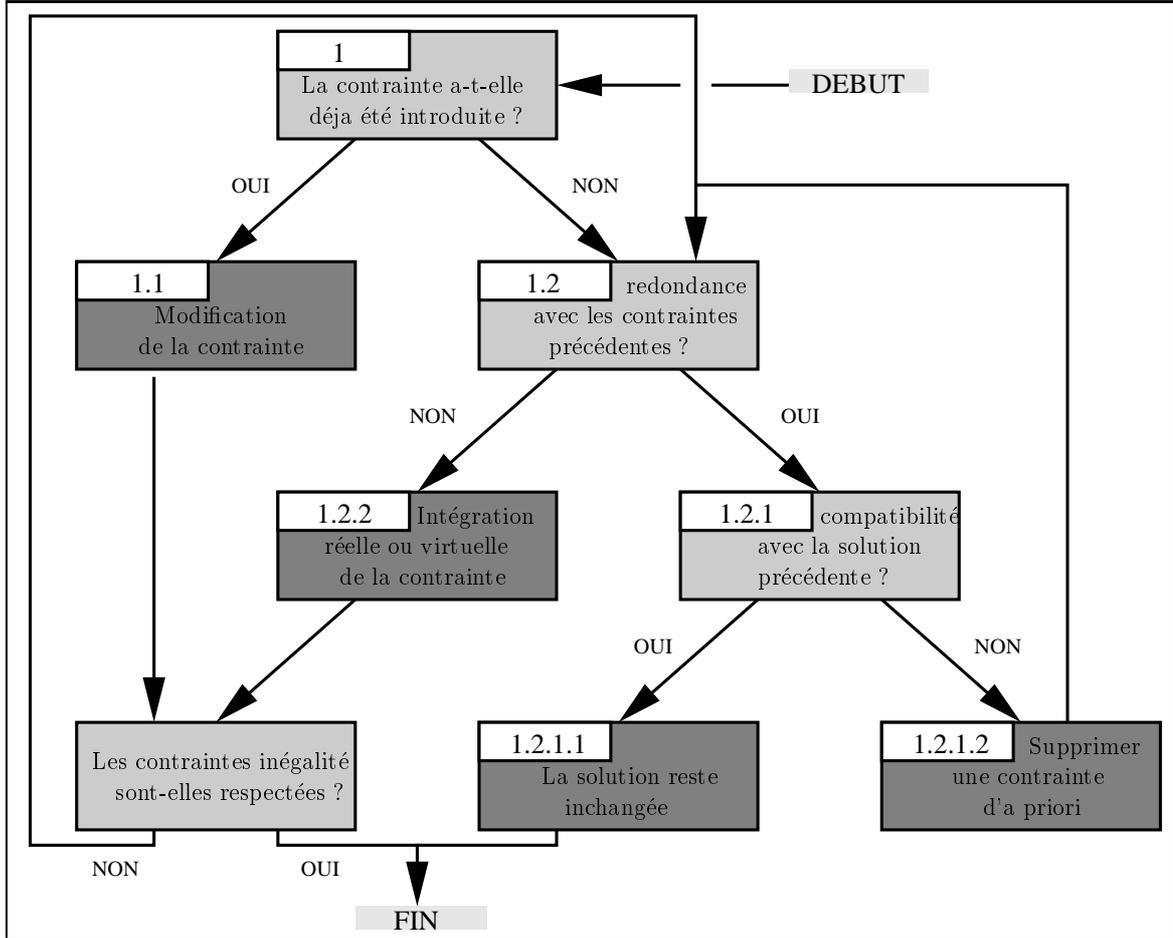 1
La contrainte a-t-elle
déja été introduite ?
DEBUT
OUI
NON
1.1
Modification
de la contrainte
1.2
redondance
avec les contraintes
précédentes ?
NON
OUI
1.2.2
Intégration
réelle ou virtuelle
de la contrainte
1.2.1
compatibilité
avec la solution
précédente ?
OUI
NON
Les contraintes inégalité
sont-elles respectées ?
1.2.1.1
La solution reste
inchangée
1.2.1.2
Supprimer
une contrainte
d'a priori
NON
OUI
FIN